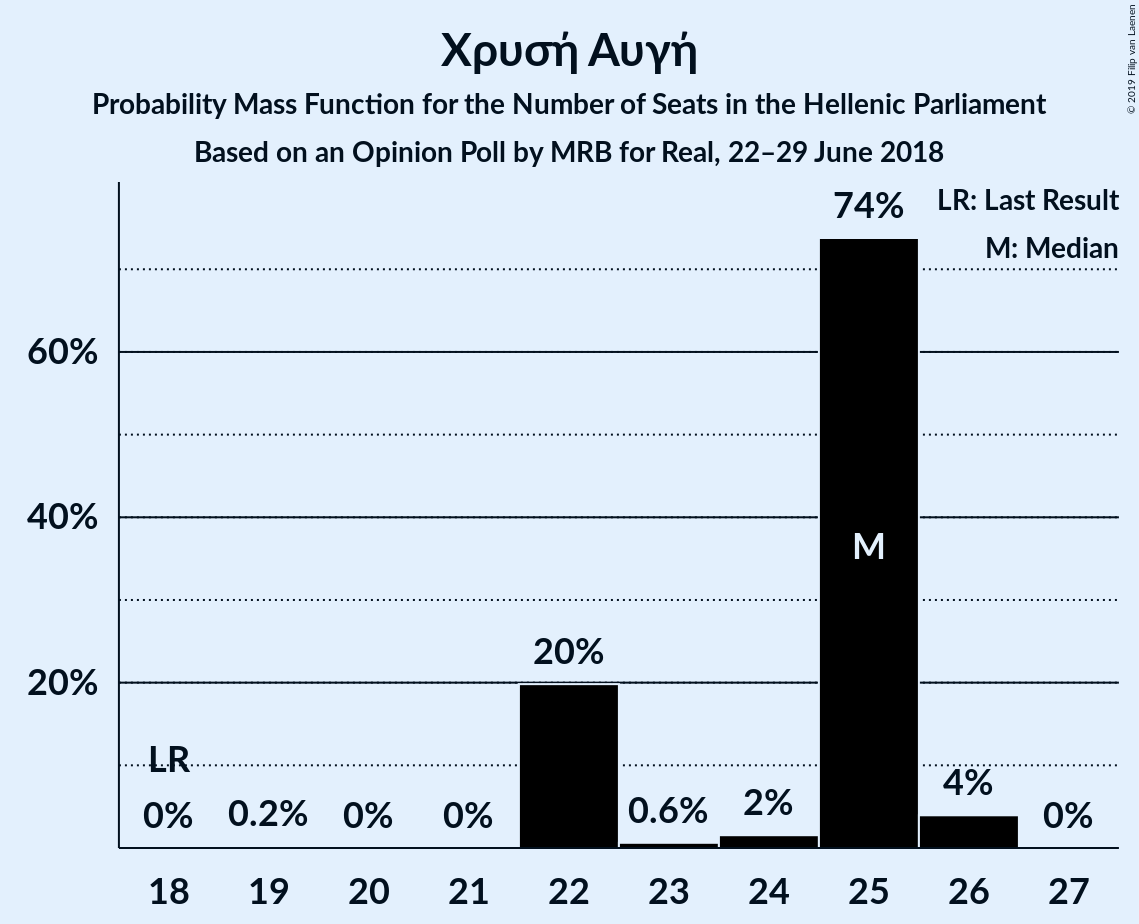 Χρυσή Αυγή
Probability Mass Function for the Number of Seats in the Hellenic Parliament
Based on an Opinion Poll by MRB for Real, 22–29 June 2018
© 2019 Filip van Laenen
LR: Last Result
M: Median
74%
60%
40%
M
20%
20%
LR
0% 0.2% 0% 0% 0.6% 2% 4% 0%
18 19 20 21 22 23 24 25 26 27